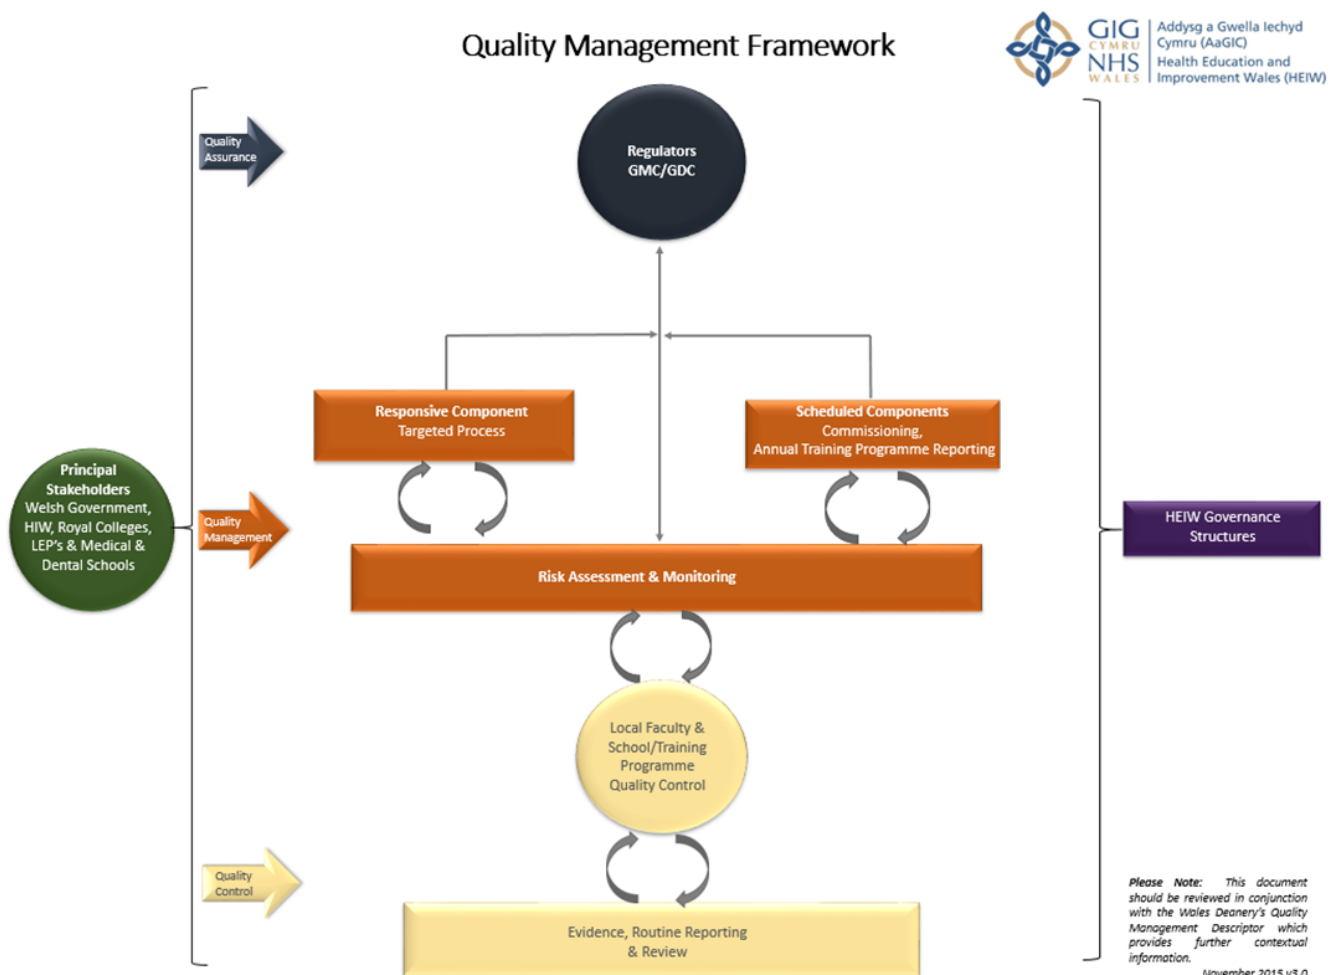 Quality Management Framework
GIG
CYMRU
NHS
WALES
Addysg a Gwella Iechyd
Cymru (AaGIC)
Health Education and
Improvement Wales (HEIW)
Quality
Assurance
Regulators
GMC/GDC
Responsive Component
Targeted Process
Scheduled Components
Commissioning,
Annual Training Programme Reporting
Principal
Stakeholders
Welsh Government,
HIW, Royal Colleges,
LEP's & Medical &
Dental Schools
Quality
Management
HEIW Governance
Structures
Risk Assessment & Monitoring
Local Faculty &
School/Training
Programme
Quality Control
Quality
Control
Evidence, Routine Reporting
& Review
Please Note: This document
should be reviewed in conjunction
with the Wales Deanery's Quality
Management Descriptor which
provides further contextual
information.
November 2015 v3.0